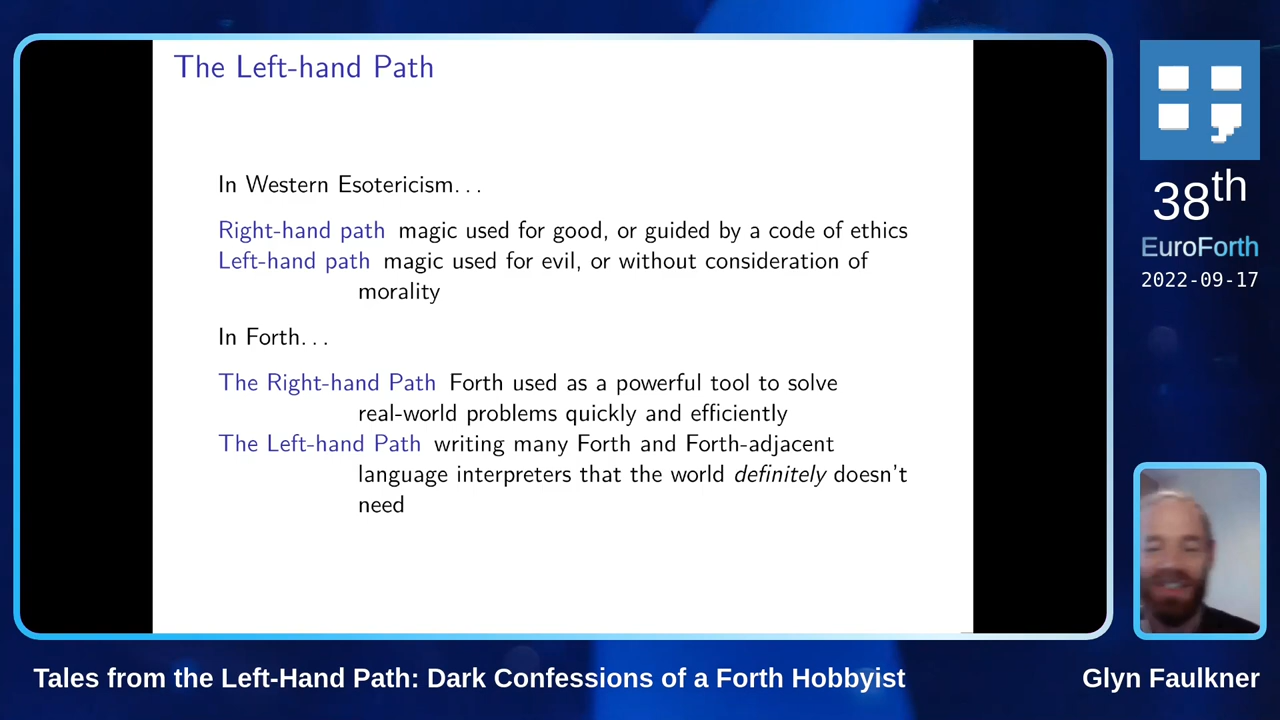 The Left-hand Path
In Western Esotericism. . .
Right-hand path magic used for good, or guided by a code of ethics
Left-hand path magic used for evil, or without consideration of
morality
In Forth. . .
The Right-hand Path Forth used as a powerful tool to solve
real-world problems quickly and efficiently
The Left-hand Path writing many Forth and Forth-adjacent
language interpreters that the world definitely doesn't
need
38th
EuroForth
2022-09-17
Tales from the Left-Hand Path: Dark Confessions of a Forth Hobbyist
Glyn Faulkner